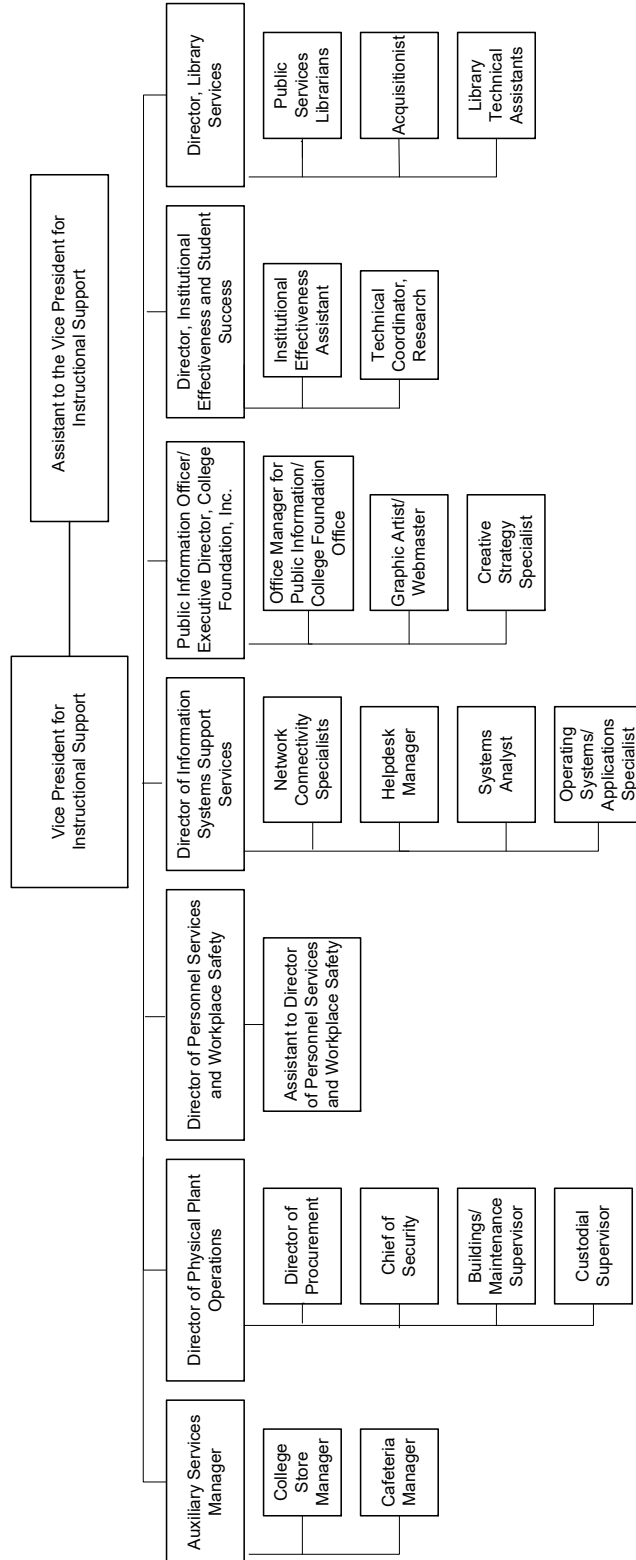 Vice President for
Instructional Support
Assistant to the Vice President for
Instructional Support
Auxiliary Services
Manager
College
Store
Manager
Cafeteria
Manager
Director of Physical Plant
Operations
Director of
Procurement
Chief of
Security
Buildings/
Maintenance
Supervisor
Custodial
Supervisor
Director of Personnel Services
and Workplace Safety
Assistant to Director
of Personnel Services
and Workplace Safety
Director of Information
Systems Support
Services
Network
Connectivity
Specialists
Helpdesk
Manager
Systems
Analyst
Operating
Systems/
Applications
Specialist
Public Information Officer/
Executive Director, College
Foundation, Inc.
Office Manager for
Public Information/
College Foundation
Office
Graphic Artist/
Webmaster
Creative
Strategy
Specialist
Director, Institutional
Effectiveness and Student
Success
Institutional
Effectiveness
Assistant
Technical
Coordinator,
Research
Director, Library
Services
Public
Services
Librarians
Acquisitionist
Library
Technical
Assistants